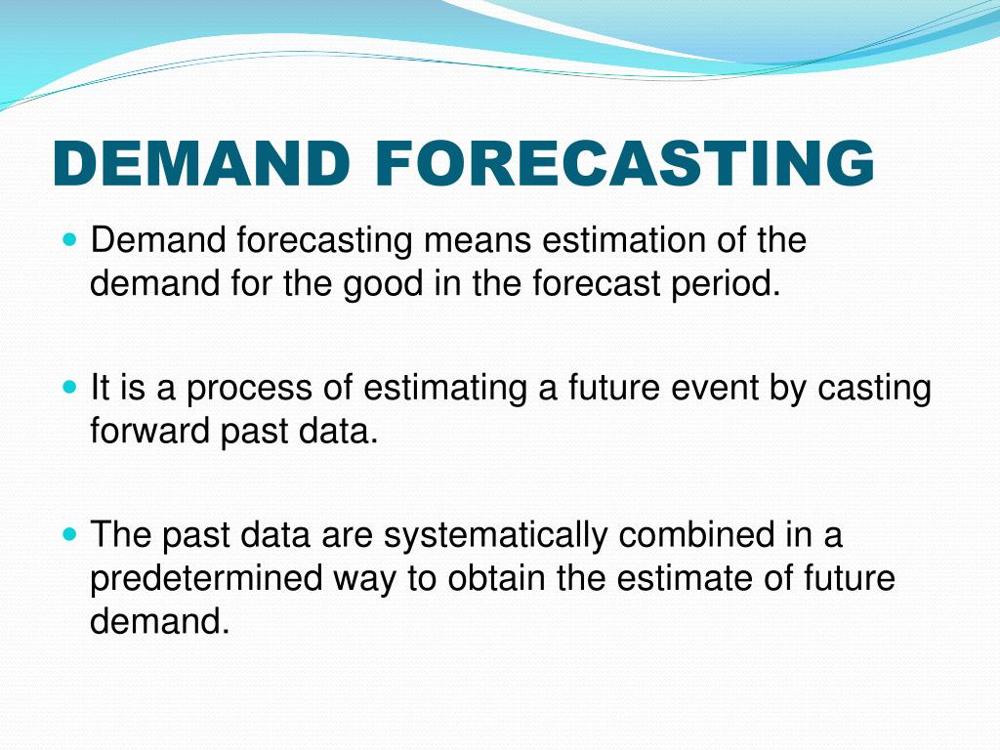 DEMAND FORECASTING
Demand forecasting means estimation of the
demand for the good in the forecast period.
It is a process of estimating a future event by casting
forward past data.
The past data are systematically combined in a
predetermined way to obtain the estimate of future
demand.